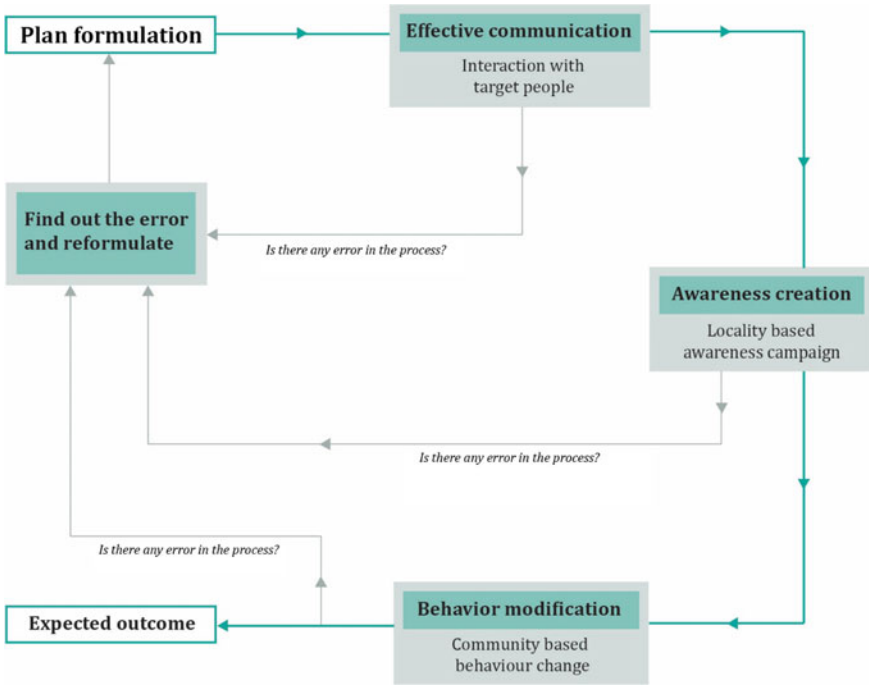 Plan formulation
Effective communication
Interaction with
target people
Find out the error
and reformulate
Is there any error in the process?
Awareness creation
Locality based
awareness campaign
Is there any error in the process?
Is there any error in the process?
Expected outcome
Behavior modification
Community based
behaviour change